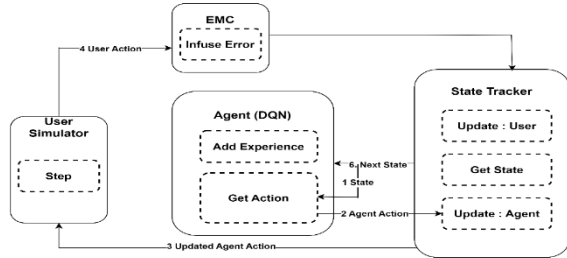 EMC
Infuse Error
4 User Action
State Tracker
Update : User
Get State
Update : Agent
Agent (DQN)
Add Experience
Get Action
User
Simulator
Step
6. Next State
1 State
2 Agent Action
3 Updated Agent Action